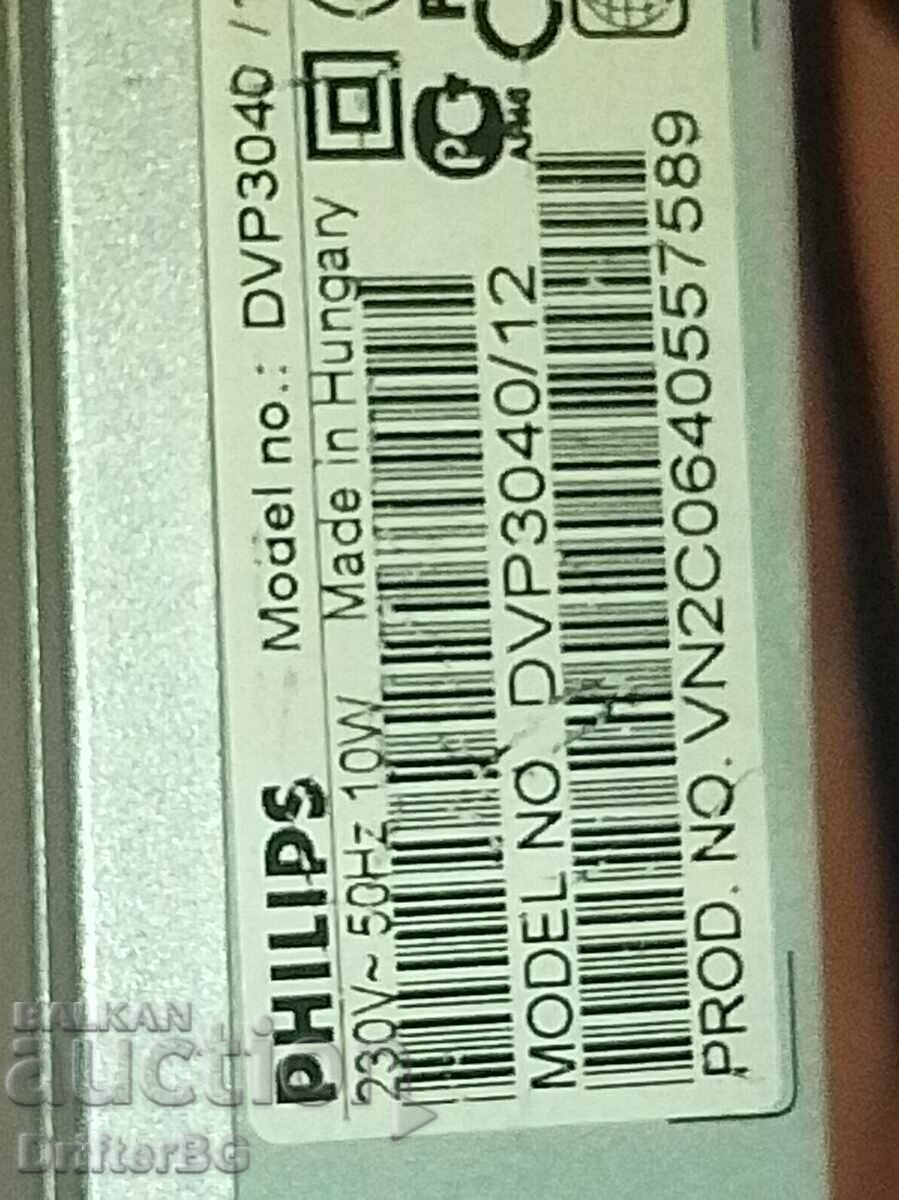 PHILIPS Model no.: DVP3040 /
230V~ 50Hz 10W Made in Hungary
MODEL NO DVP3040/12
PROD. NO. VN2C0640557589
BALKAN
auction
DrifterBG